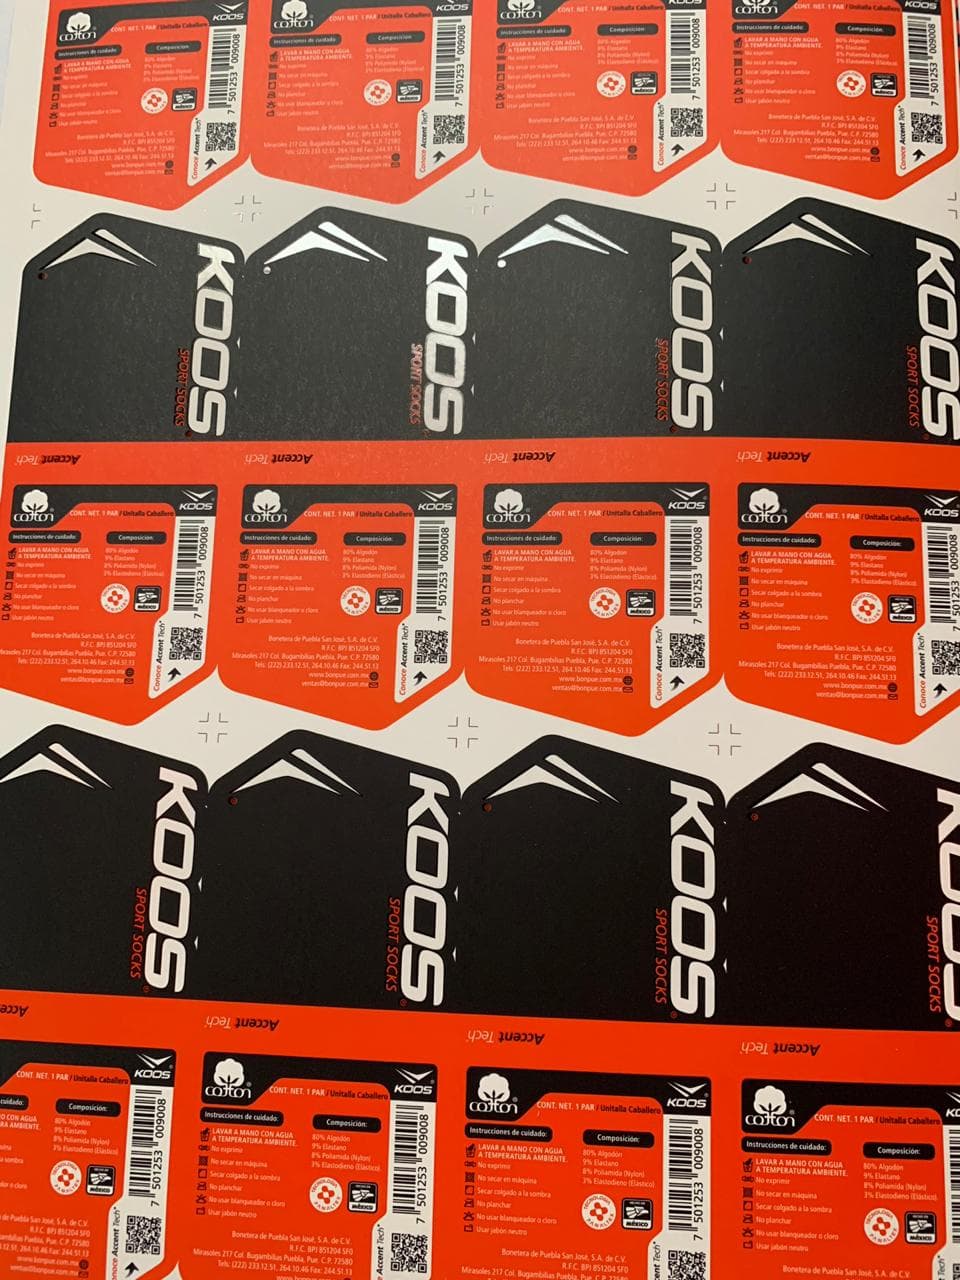 KOOS
SPORT SOCKS
Accent Tech
cotton
KOOS
CONT. NET. 1 PAR / Unitalla Caballero
Instrucciones de cuidado:
LAVAR A MANO CON AGUA
A TEMPERATURA AMBIENTE.
No exprimir
No secar en máquina
Secar colgado a la sombra
No planchar
No usar blanqueador o cloro
Usar jabón neutro
Composición:
80% Algodón
9% Elastano
8% Poliamida (Nylon)
3% Elastodieno (Elástico)
TECNOLOGÍA
PANALTEX
HECHO EN
MÉXICO
7 501253 009008
Conoce Accent Tech
Bonetera de Puebla San José, S.A. de C.V.
R.F.C. BPJ 851204 SF0
Mirasoles 217 Col. Bugambilias Puebla, Pue. C.P. 72580
Tels: (222) 233.12.51, 264.10.46 Fax: 244.51.13
www.bonpue.com.mx
ventas@bonpue.com.mx